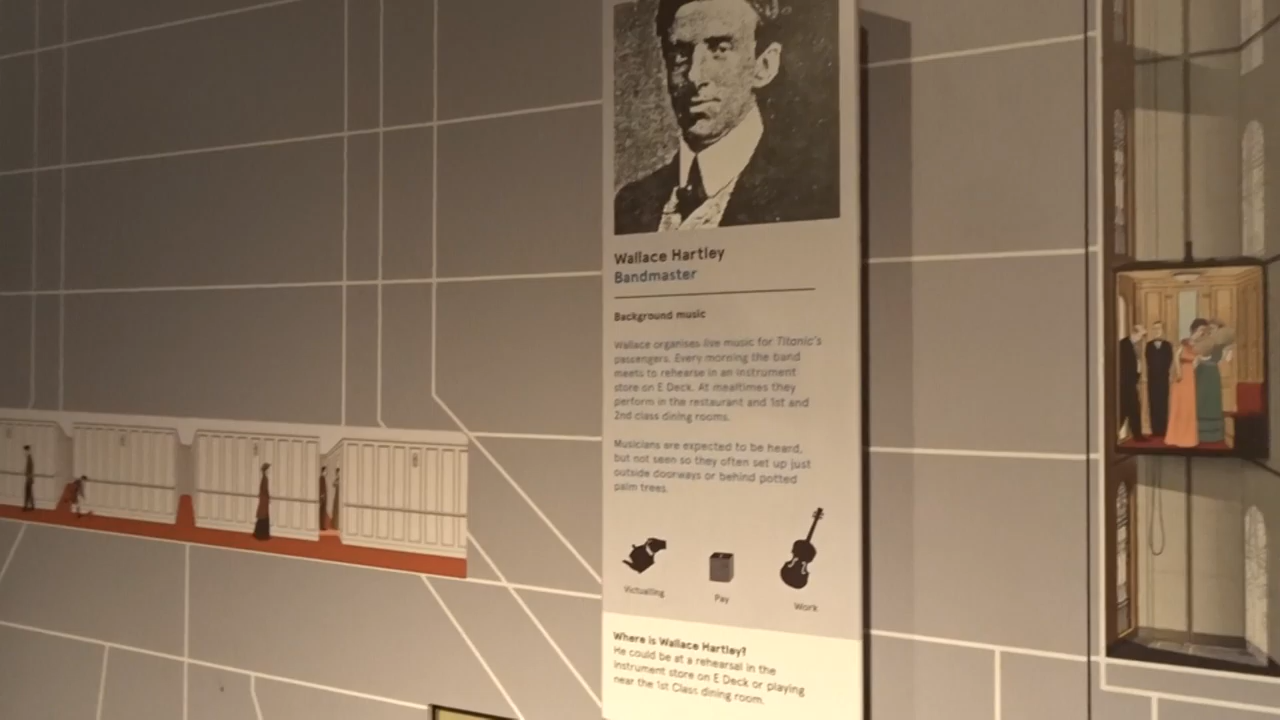 Wallace Hartley
Bandmaster
Background music
Wallace organises live music for Titanic's
passengers. Every morning the band
meets to rehearse in an instrument
store on E Deck. At mealtimes they
perform in the restaurant and 1st and
2nd class dining rooms.
Musicians are expected to be heard,
but not seen so they often set up just
outside doorways or behind potted
palm trees.
Victualling
Pay
Work
Where is Wallace Hartley?
He could be at a rehearsal in the
instrument store on E Deck or playing
near the 1st Class dining room.